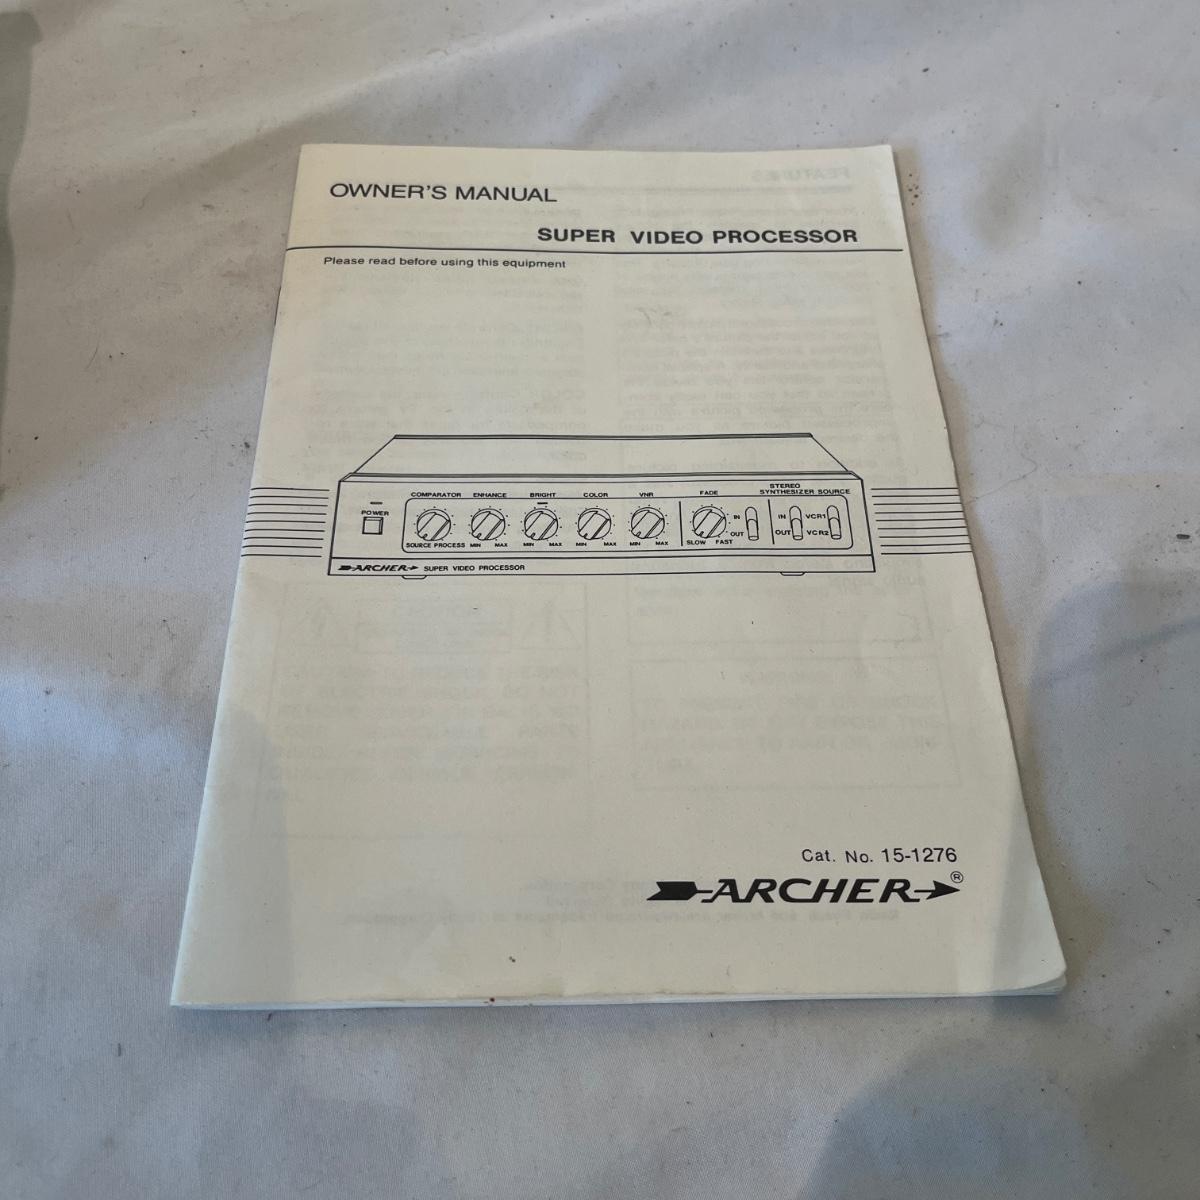 OWNER'S MANUAL
SUPER VIDEO PROCESSOR
Please read before using this equipment
POWER
COMPARATOR ENHANCE BRIGHT COLOR VNR FADE STEREO SYNTHESIZER SOURCE
IN OUT IN OUT VCR1 VCR2
SOURCE PROCESS MIN MAX MIN MAX MIN MAX MIN MAX SLOW FAST
ARCHER SUPER VIDEO PROCESSOR
Cat. No. 15-1276
ARCHER®